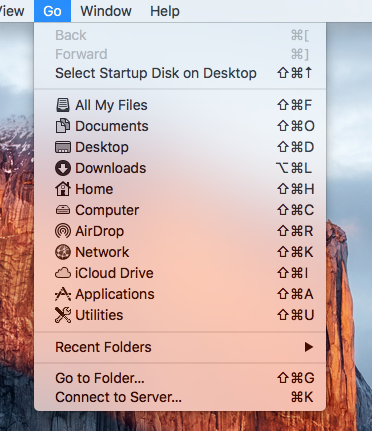 View Go Window Help
Back ⌘[
Forward ⌘]
Select Startup Disk on Desktop ⇧⌘↑
All My Files ⇧⌘F
Documents ⇧⌘O
Desktop ⇧⌘D
Downloads ⌥⌘L
Home ⇧⌘H
Computer ⇧⌘C
AirDrop ⇧⌘R
Network ⇧⌘K
iCloud Drive ⇧⌘I
Applications ⇧⌘A
Utilities ⇧⌘U
Recent Folders ▶
Go to Folder... ⇧⌘G
Connect to Server... ⌘K